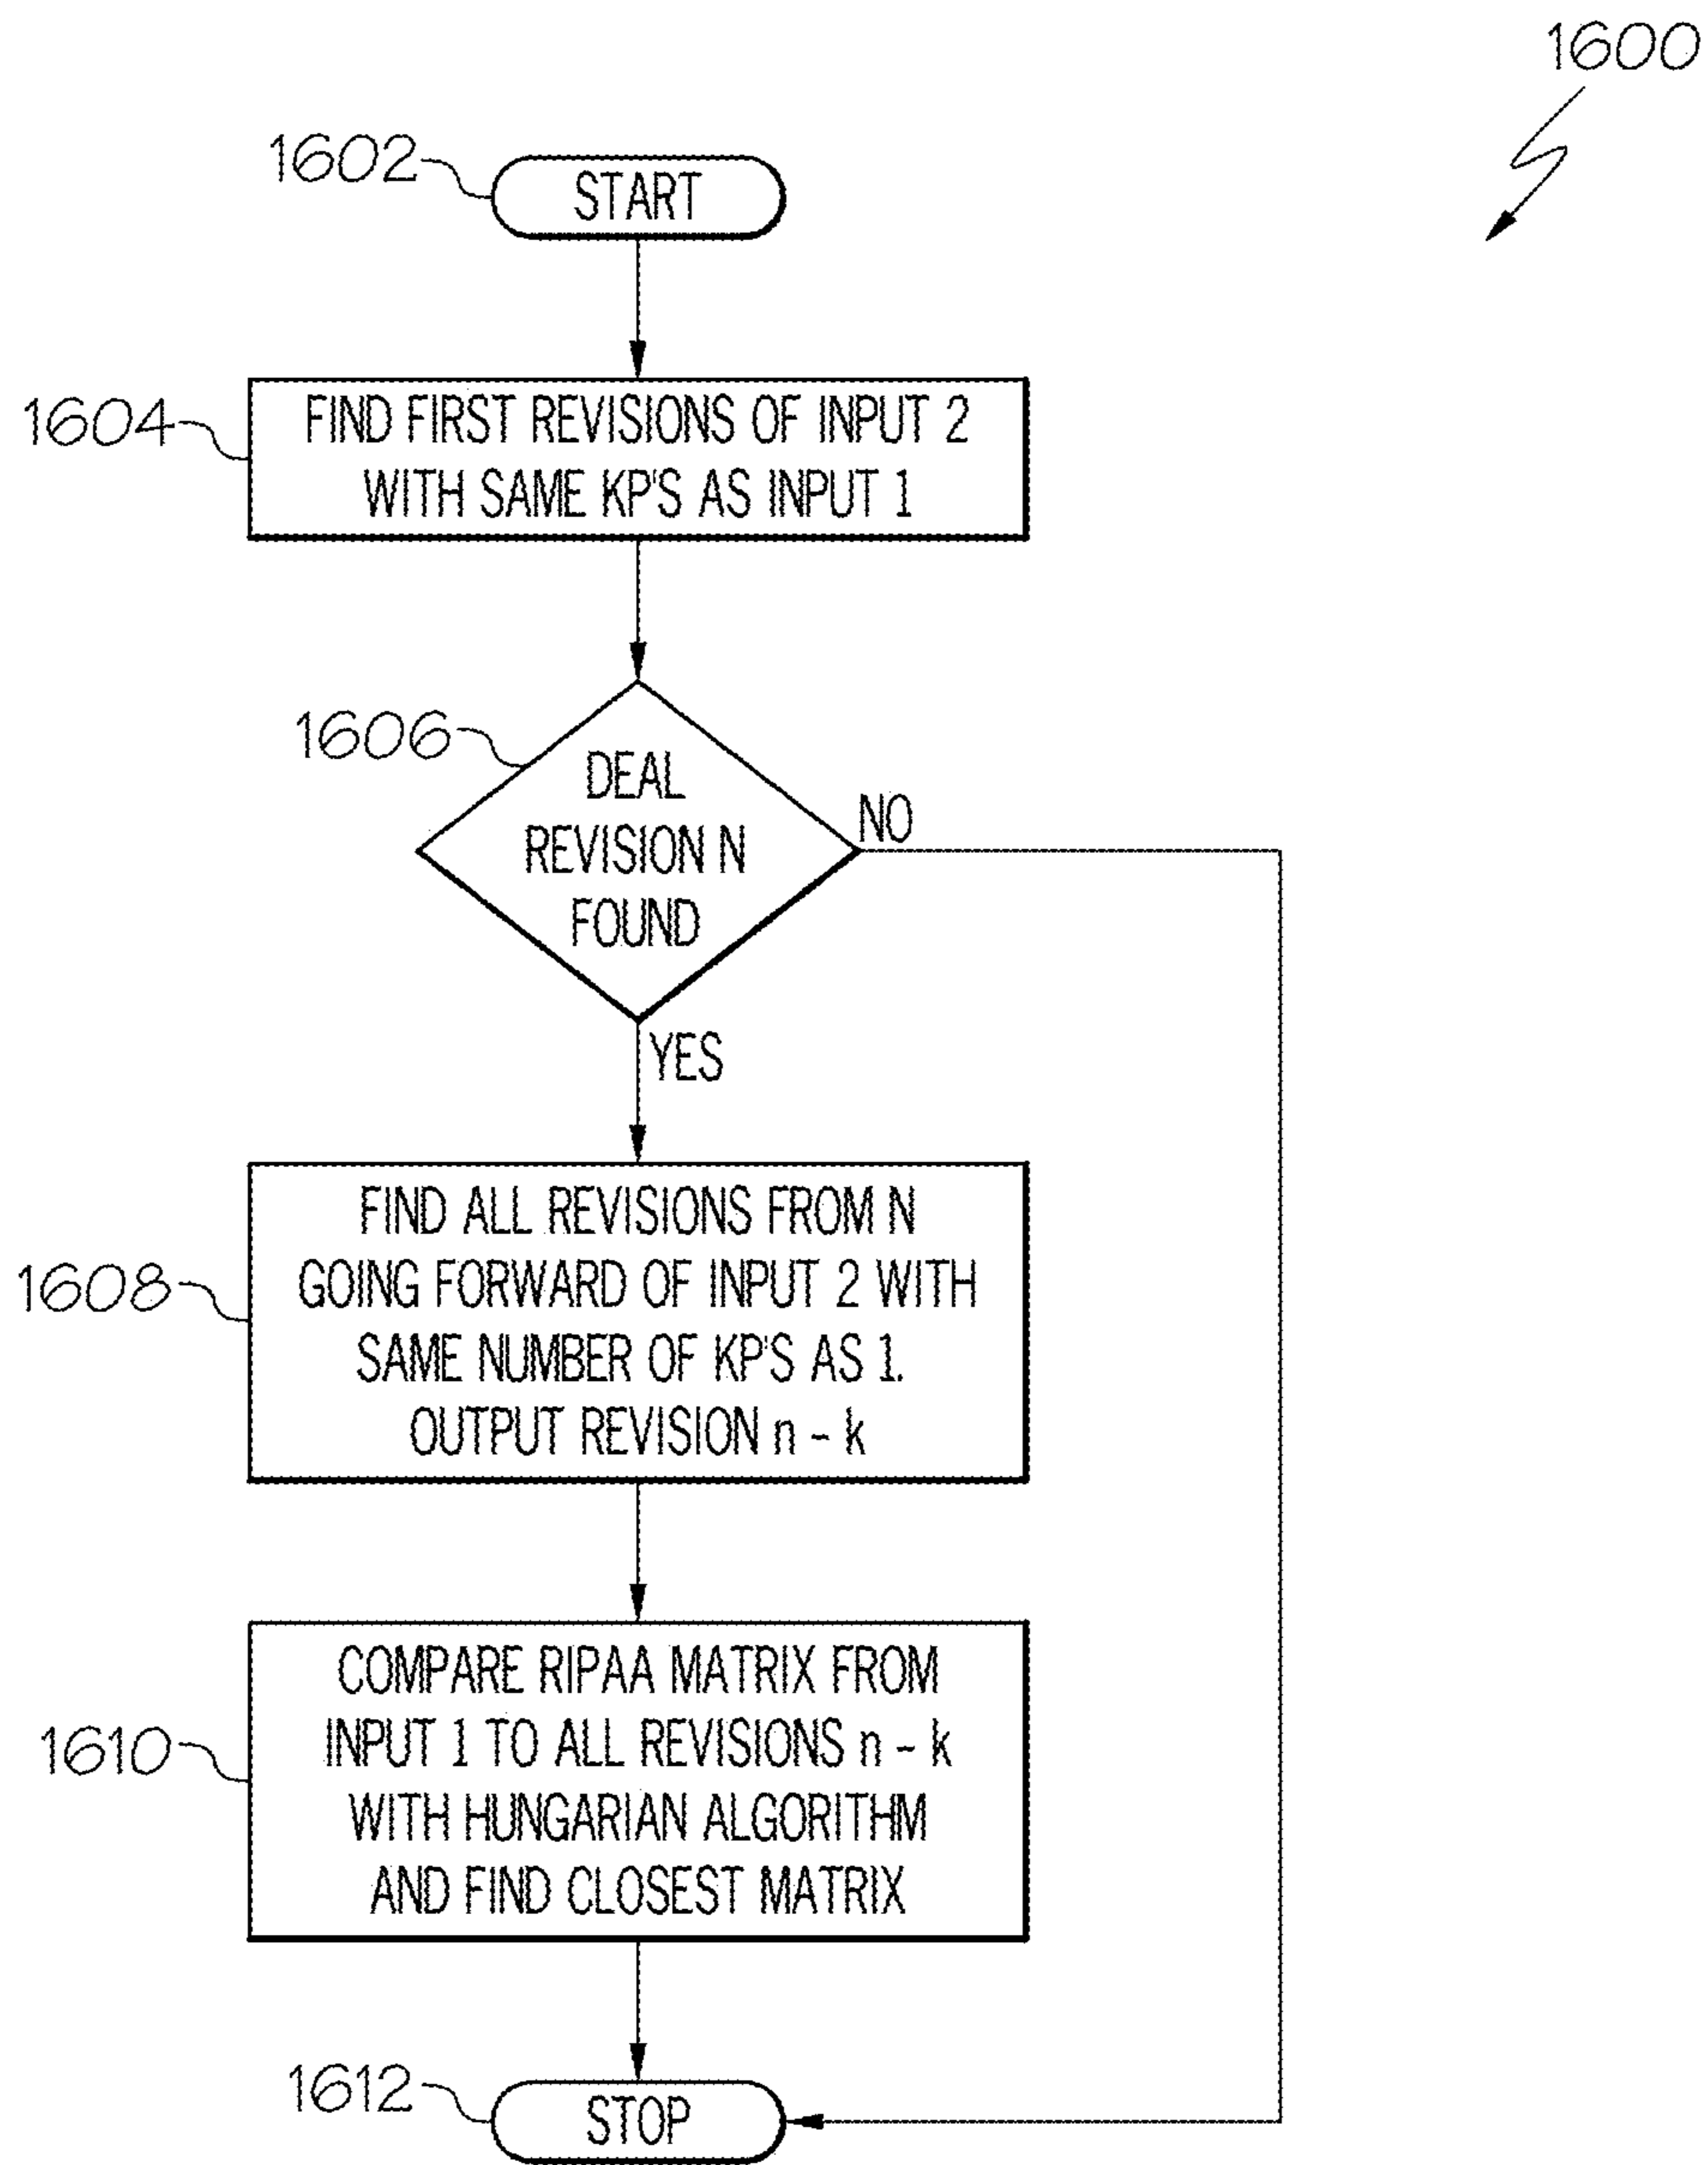 1600
1602
START
1604
FIND FIRST REVISIONS OF INPUT 2
WITH SAME KP'S AS INPUT 1
1606
DEAL
REVISION N
FOUND
NO
YES
1608
FIND ALL REVISIONS FROM N
GOING FORWARD OF INPUT 2 WITH
SAME NUMBER OF KP'S AS 1.
OUTPUT REVISION n - k
1610
COMPARE RIPAA MATRIX FROM
INPUT 1 TO ALL REVISIONS n - k
WITH HUNGARIAN ALGORITHM
AND FIND CLOSEST MATRIX
1612
STOP